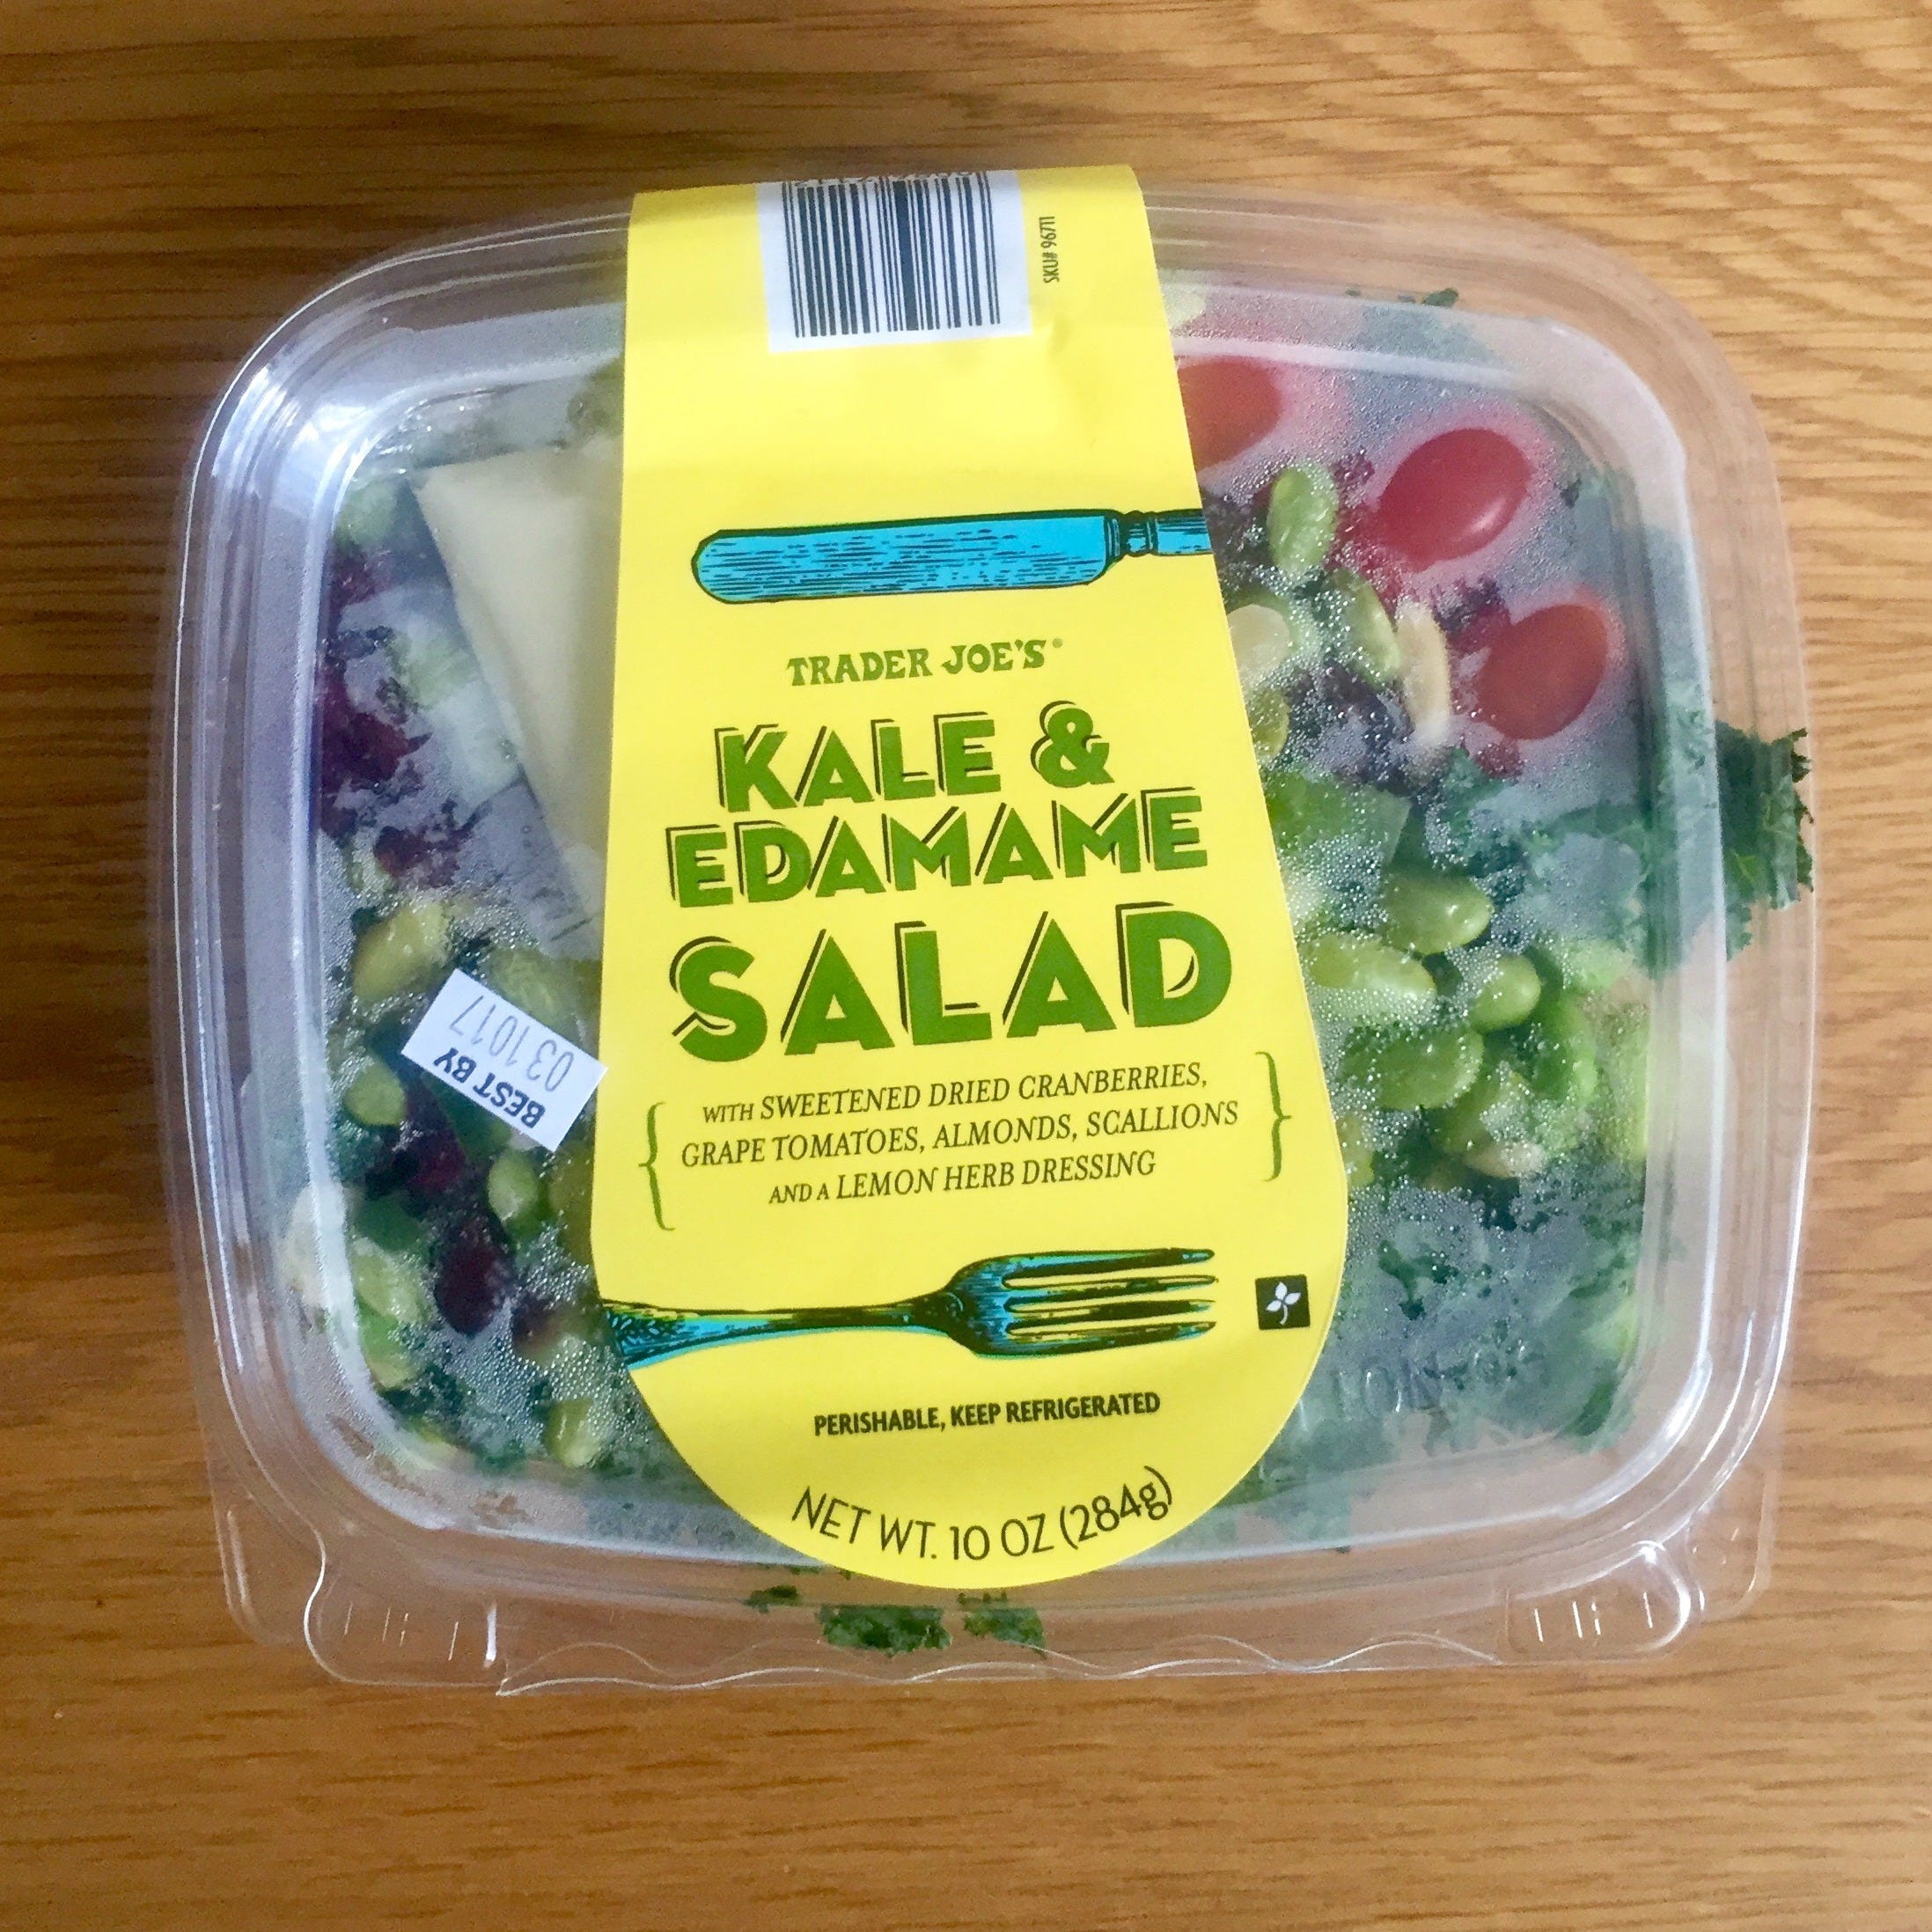 SKU# 96711
TRADER JOE'S®
KALE &
EDAMAME
SALAD
WITH SWEETENED DRIED CRANBERRIES,
GRAPE TOMATOES, ALMONDS, SCALLIONS
AND A LEMON HERB DRESSING
BEST BY
031017
PERISHABLE, KEEP REFRIGERATED
NET WT. 10 OZ (284g)